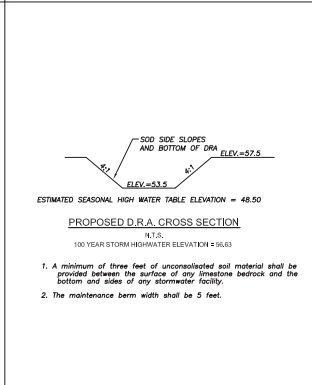 SOD SIDE SLOPES
AND BOTTOM OF DRA
ELEV.=57.5
4:1
4:1
ELEV.=53.5
ESTIMATED SEASONAL HIGH WATER TABLE ELEVATION = 48.50
PROPOSED D.R.A. CROSS SECTION
N.T.S.
100 YEAR STORM HIGHWATER ELEVATION = 56.63
1. A minimum of three feet of unconsolisated soil material shall be
provided between the surface of any limestone bedrock and the
bottom and sides of any stormwater facility.
2. The maintenance berm width shall be 5 feet.